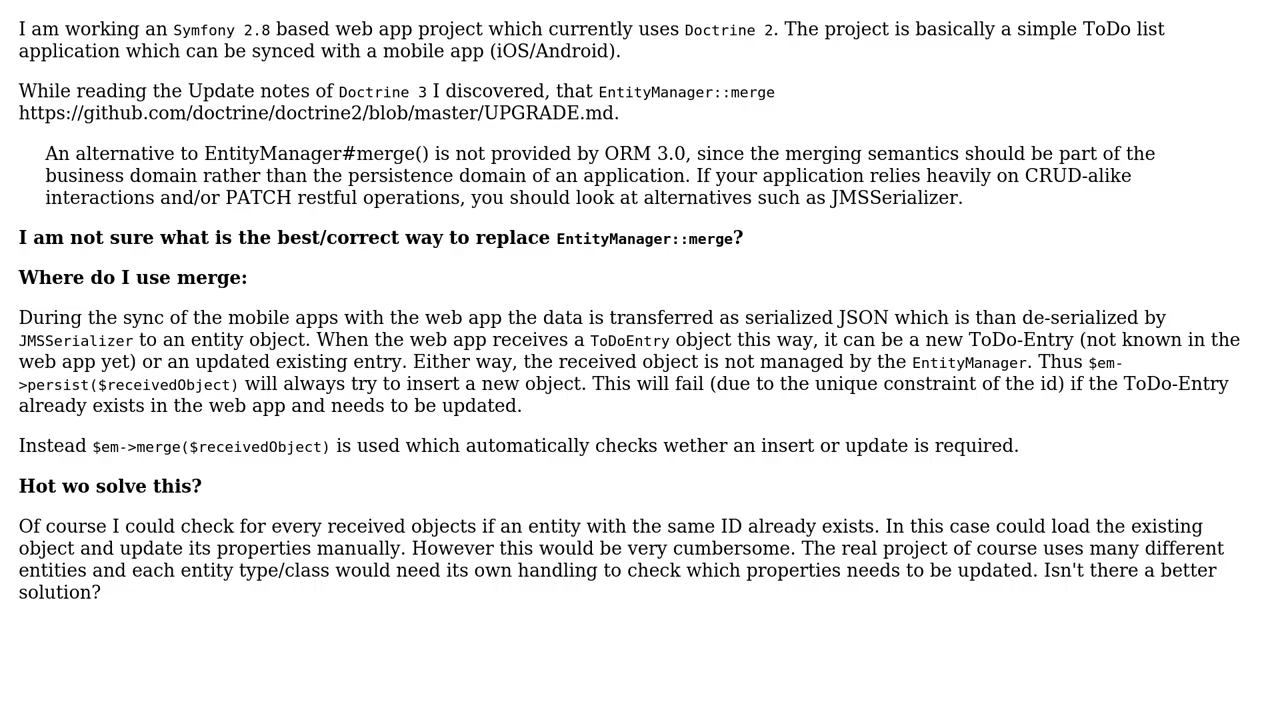 I am working an Symfony 2.8 based web app project which currently uses Doctrine 2. The project is basically a simple ToDo list
application which can be synced with a mobile app (iOS/Android).
While reading the Update notes of Doctrine 3 I discovered, that EntityManager::merge
https://github.com/doctrine/doctrine2/blob/master/UPGRADE.md.
An alternative to EntityManager#merge() is not provided by ORM 3.0, since the merging semantics should be part of the
business domain rather than the persistence domain of an application. If your application relies heavily on CRUD-alike
interactions and/or PATCH restful operations, you should look at alternatives such as JMSSerializer.
I am not sure what is the best/correct way to replace EntityManager::merge?
Where do I use merge:
During the sync of the mobile apps with the web app the data is transferred as serialized JSON which is than de-serialized by
JMSSerializer to an entity object. When the web app receives a ToDoEntry object this way, it can be a new ToDo-Entry (not known in the
web app yet) or an updated existing entry. Either way, the received object is not managed by the EntityManager. Thus $em-
>persist($receivedObject) will always try to insert a new object. This will fail (due to the unique constraint of the id) if the ToDo-Entry
already exists in the web app and needs to be updated.
Instead $em->merge($receivedObject) is used which automatically checks wether an insert or update is required.
Hot wo solve this?
Of course I could check for every received objects if an entity with the same ID already exists. In this case could load the existing
object and update its properties manually. However this would be very cumbersome. The real project of course uses many different
entities and each entity type/class would need its own handling to check which properties needs to be updated. Isn't there a better
solution?